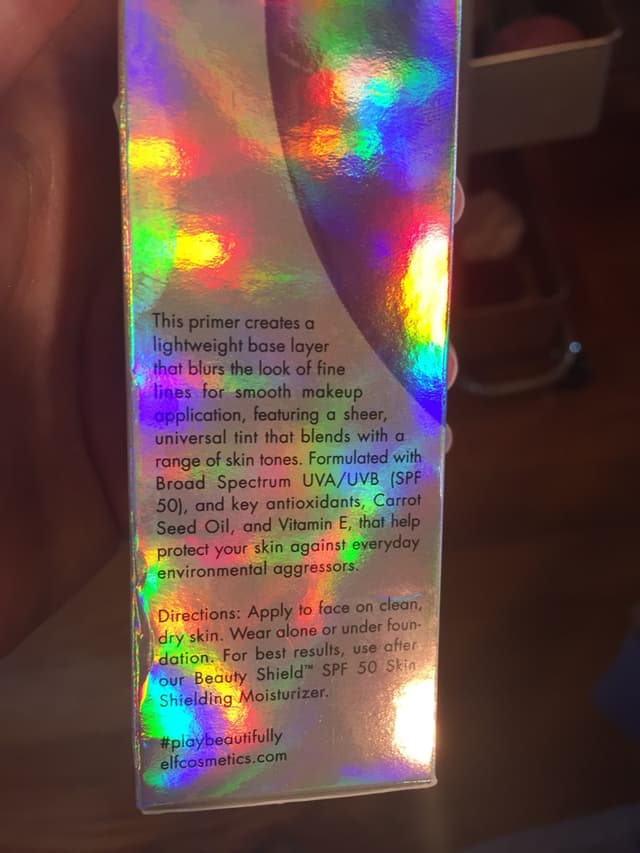 This primer creates a
lightweight base layer
that blurs the look of fine
lines for smooth makeup
application, featuring a sheer,
universal tint that blends with a
range of skin tones. Formulated with
Broad Spectrum UVA/UVB (SPF
50), and key antioxidants, Carrot
Seed Oil, and Vitamin E, that help
protect your skin against everyday
environmental aggressors.
Directions: Apply to face on clean,
dry skin. Wear alone or under foun-
dation. For best results, use after
our Beauty Shield™ SPF 50 Skin
Shielding Moisturizer.
#playbeautifully
elfcosmetics.com